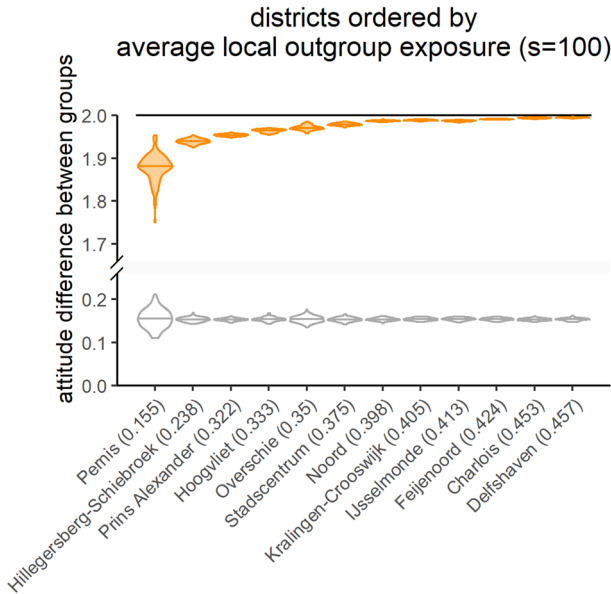 districts ordered by
average local outgroup exposure (s=100)
attitude difference between groups
2.0
1.9
1.8
1.7
0.2
0.1
0.0
Pernis (0.155)
Hillegersberg-Schiebroek (0.238)
Prins Alexander (0.322)
Hoogvliet (0.333)
Overschie (0.35)
Stadscentrum (0.375)
Noord (0.398)
Kralingen-Crooswijk (0.405)
IJsselmonde (0.413)
Feijenoord (0.424)
Charlois (0.453)
Delfshaven (0.457)